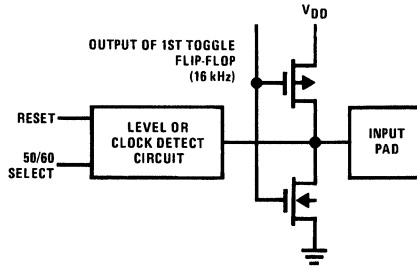 VDD
OUTPUT OF 1ST TOGGLE
FLIP-FLOP
(16 kHz)
RESET
50/60
SELECT
LEVEL OR
CLOCK DETECT
CIRCUIT
INPUT
PAD